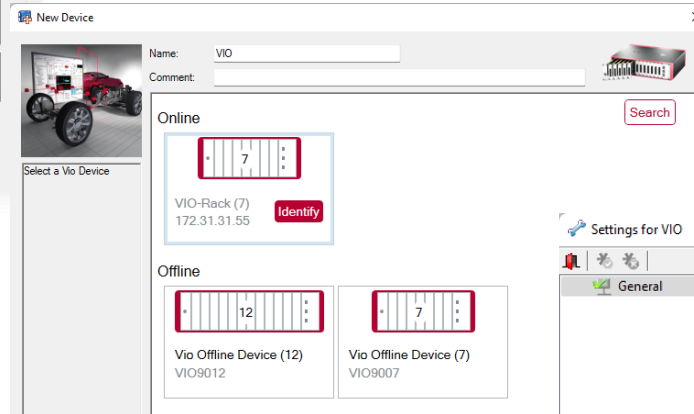 New Device
Name: VIO
Comment:
Select a Vio Device
Online
Search
7
VIO-Rack (7)
172.31.31.55
Identify
Offline
12
Vio Offline Device (12)
VIO9012
7
Vio Offline Device (7)
VIO9007
Settings for VIO
General